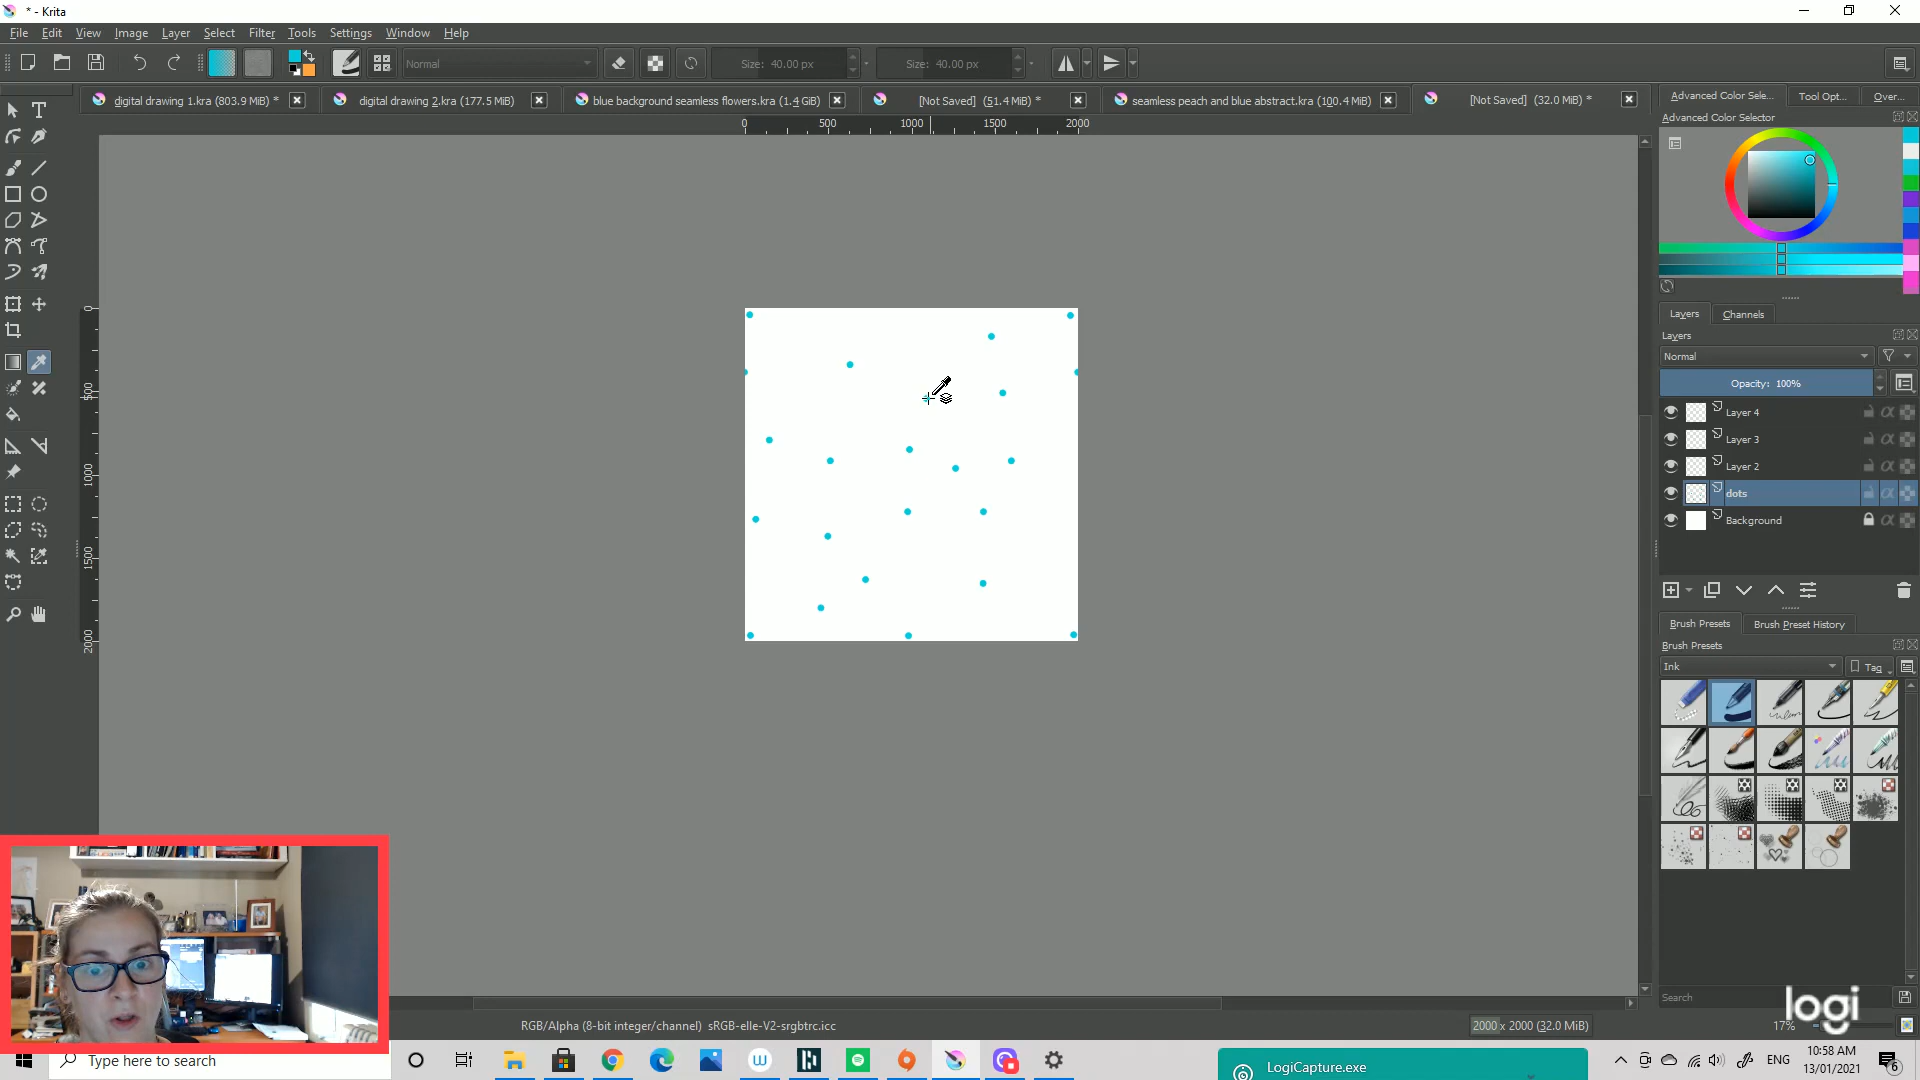 * - Krita
File Edit View Image Layer Select Filter Tools Settings Window Help
Normal Size: 40.00 px Size: 40.00 px
digital drawing 1.kra (803.9 MiB) * digital drawing 2.kra (177.5 MiB) blue background seamless flowers.kra (1.4 GiB) [Not Saved] (51.4 MiB) * seamless peach and blue abstract.kra (100.4 MiB) [Not Saved] (32.0 MiB) *
0 500 1000 1500 2000
0
500
1000
1500
2000
Advanced Color Sele... Tool Opt... Over...
Advanced Color Selector
Layers Channels
Layers
Normal
Opacity: 100%
Layer 4
Layer 3
Layer 2
dots
Background
Brush Presets Brush Preset History
Brush Presets
Ink Tag
Search
logi
RGB/Alpha (8-bit integer/channel) sRGB-elle-V2-srgbtrc.icc 2000 x 2000 (32.0 MiB) 17%
Type here to search
LogiCapture.exe
ENG
10:58 AM
13/01/2021
6